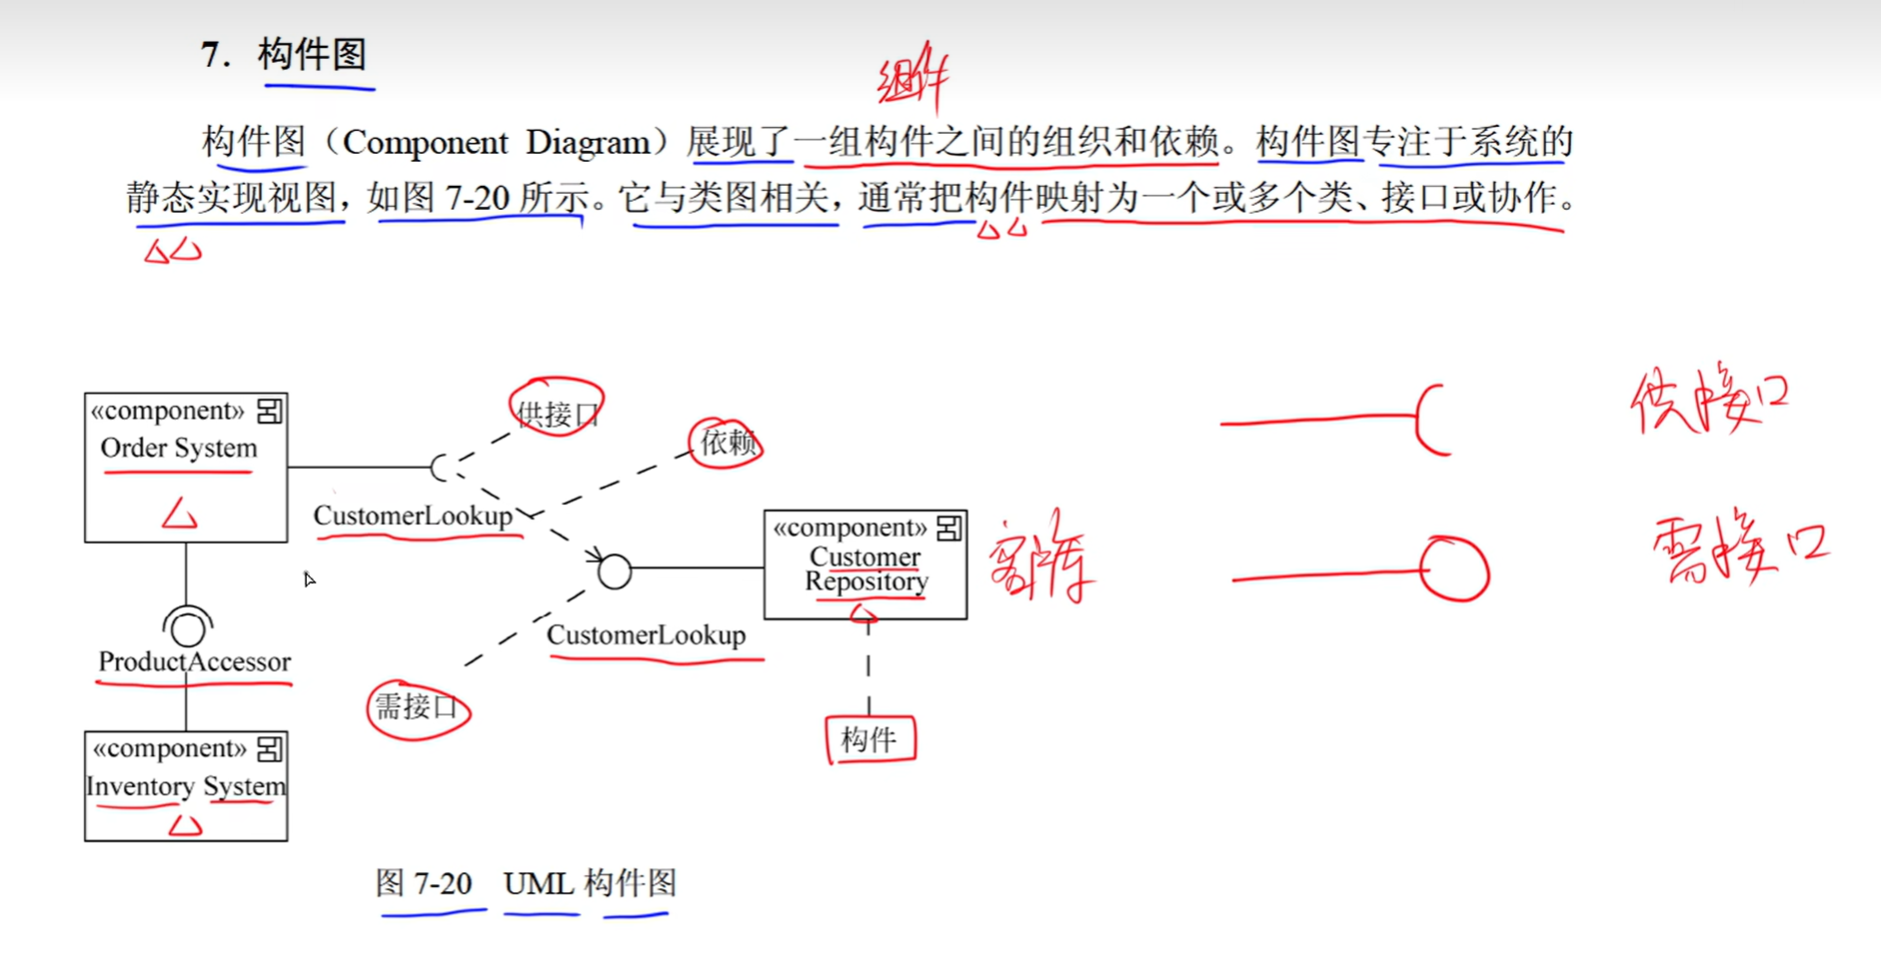 7. 构件图
组件
构件图（Component Diagram）展现了一组构件之间的组织和依赖。构件图专注于系统的
静态实现视图，如图 7-20 所示。它与类图相关，通常把构件映射为一个或多个类、接口或协作。
«component»
Order System
供接口
依赖
CustomerLookup
供接口
«component»
Customer
Repository
需接口
CustomerLookup
ProductAccessor
需接口
构件
«component»
Inventory System
图 7-20 UML 构件图